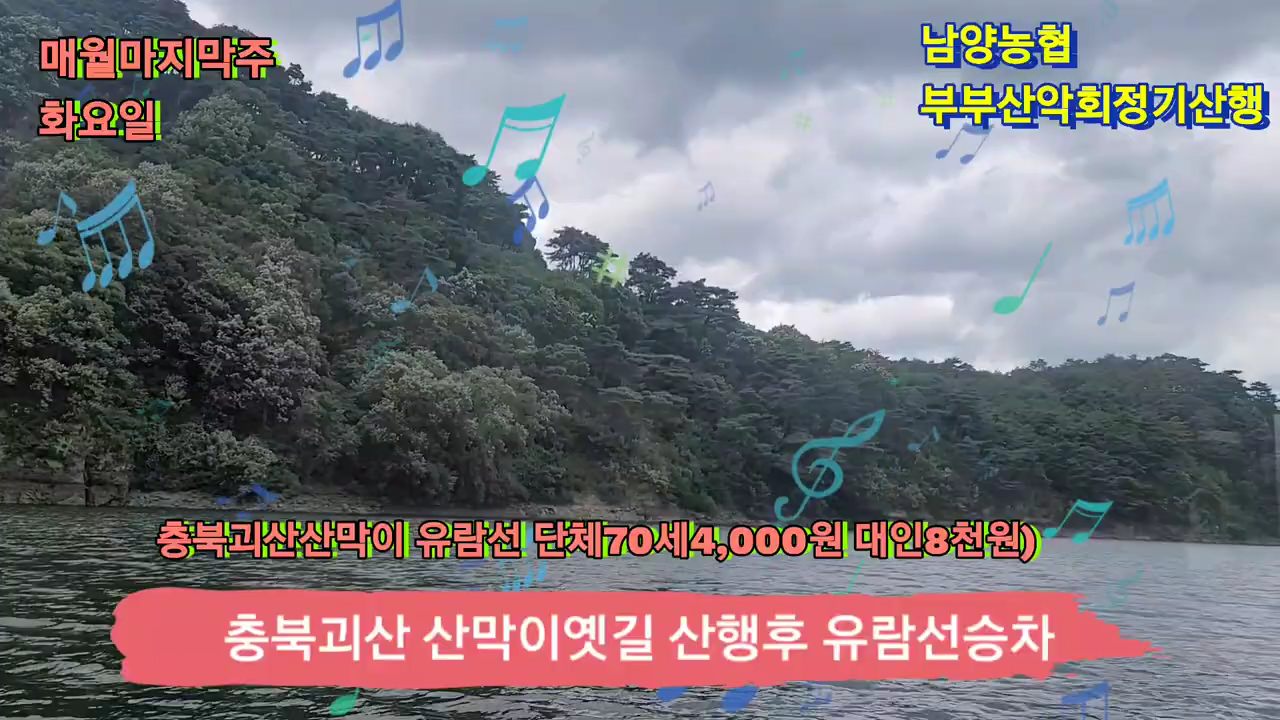 매월마지막주
화요일
남양농협
부부산악회정기산행
충북괴산산막이 유람선 단체70세4,000원 대인8천원)
충북괴산 산막이옛길 산행후 유람선승차